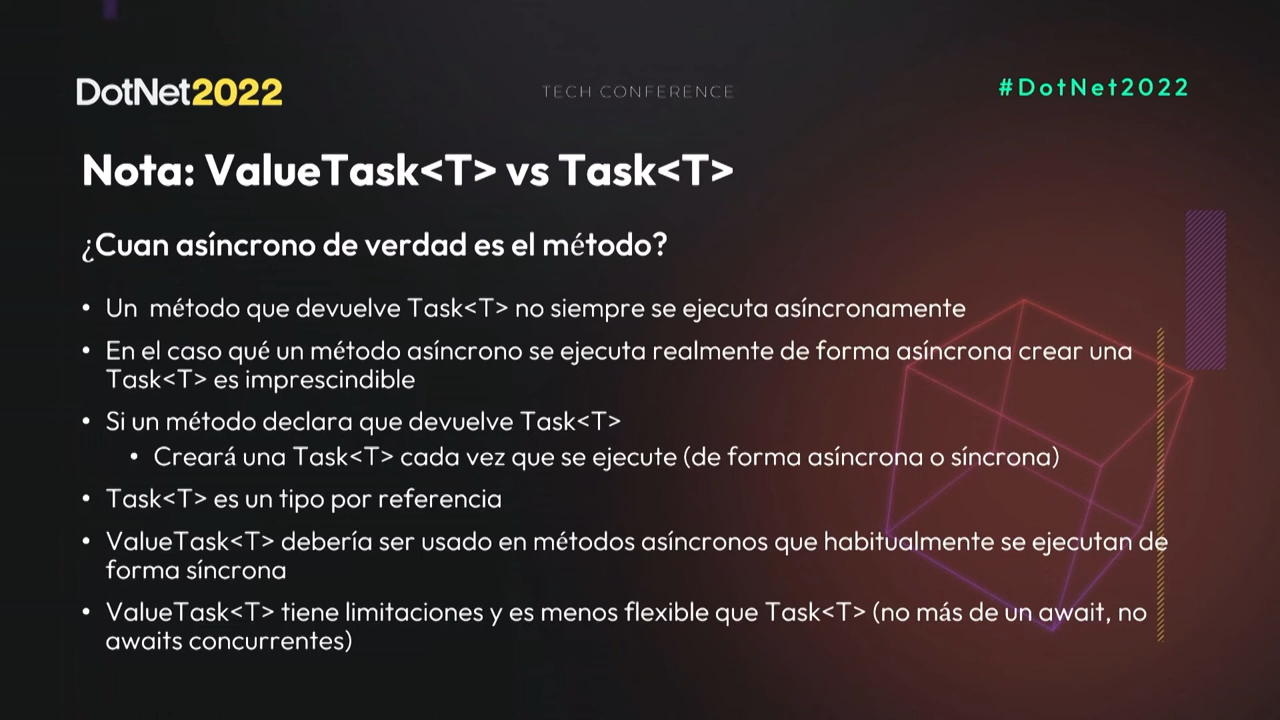 DotNet2022
TECH CONFERENCE
#DotNet2022
Nota: ValueTask<T> vs Task<T>
¿Cuan asíncrono de verdad es el método?
• Un  método que devuelve Task<T> no siempre se ejecuta asíncronamente
• En el caso qué un método asíncrono se ejecuta realmente de forma asíncrona crear una
Task<T> es imprescindible
• Si un método declara que devuelve Task<T>
• Creará una Task<T> cada vez que se ejecute (de forma asíncrona o síncrona)
• Task<T> es un tipo por referencia
• ValueTask<T> debería ser usado en métodos asíncronos que habitualmente se ejecutan de
forma síncrona
• ValueTask<T> tiene limitaciones y es menos flexible que Task<T> (no más de un await, no
awaits concurrentes)